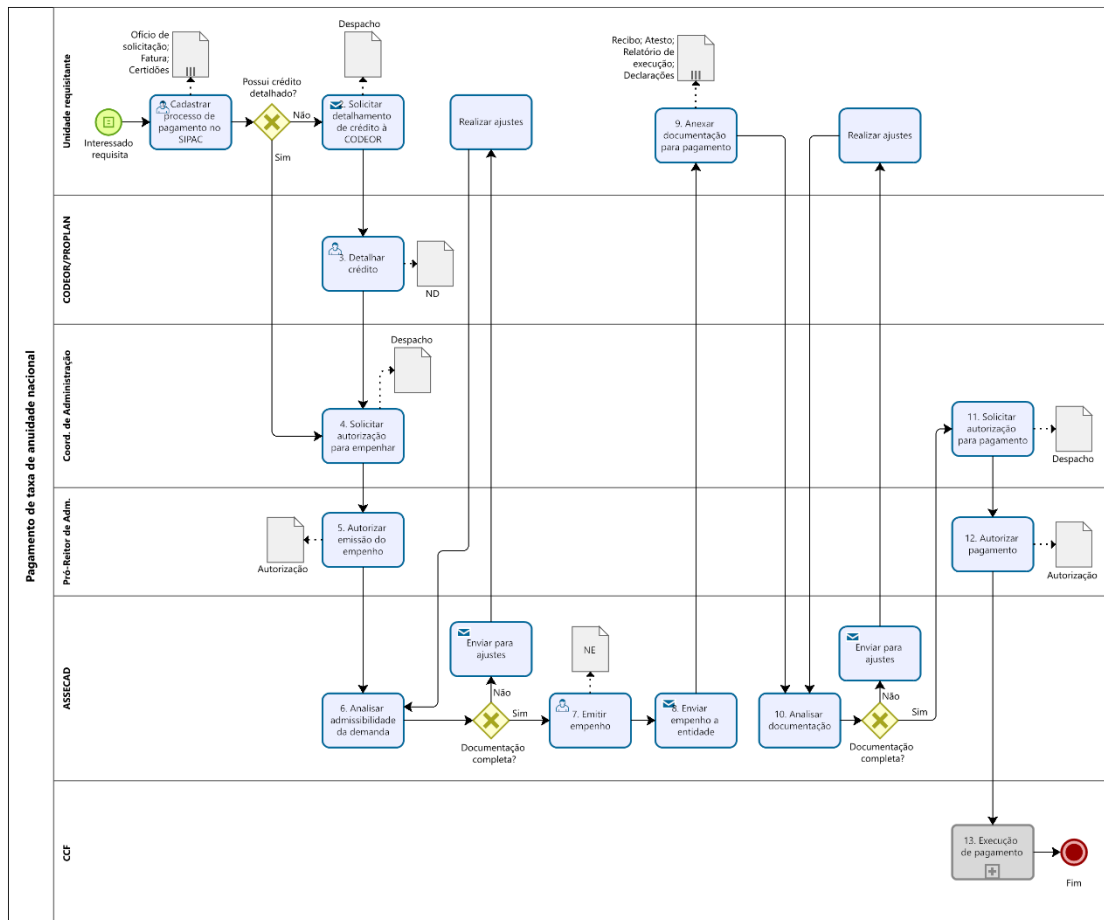 Pagamento de taxa de anuidade nacional
Unidade requisitante
Ofício de
solicitação;
Fatura;
Certidões
Interessado
requisita
1. Cadastrar
processo de
pagamento no
SIPAC
Possui crédito
detalhado?
Não
Sim
Despacho
2. Solicitar
detalhamento
de crédito à
CODEOR
Realizar ajustes
Recibo; Atesto;
Relatório de
execução;
Declarações
9. Anexar
documentação
para pagamento
Realizar ajustes
CODEOR/PROPLAN
3. Detalhar
crédito
ND
Coord. de Administração
Despacho
4. Solicitar
autorização
para empenhar
11. Solicitar
autorização
para pagamento
Despacho
Pró-Reitor de Adm.
Autorização
5. Autorizar
emissão do
empenho
12. Autorizar
pagamento
Autorização
ASSECAD
6. Analisar
admissibilidade
da demanda
Enviar para
ajustes
Não
Sim
Documentação
completa?
NE
7. Emitir
empenho
8. Enviar
empenho a
entidade
10. Analisar
documentação
Enviar para
ajustes
Não
Sim
Documentação
completa?
CCF
13. Execução
de pagamento
Fim